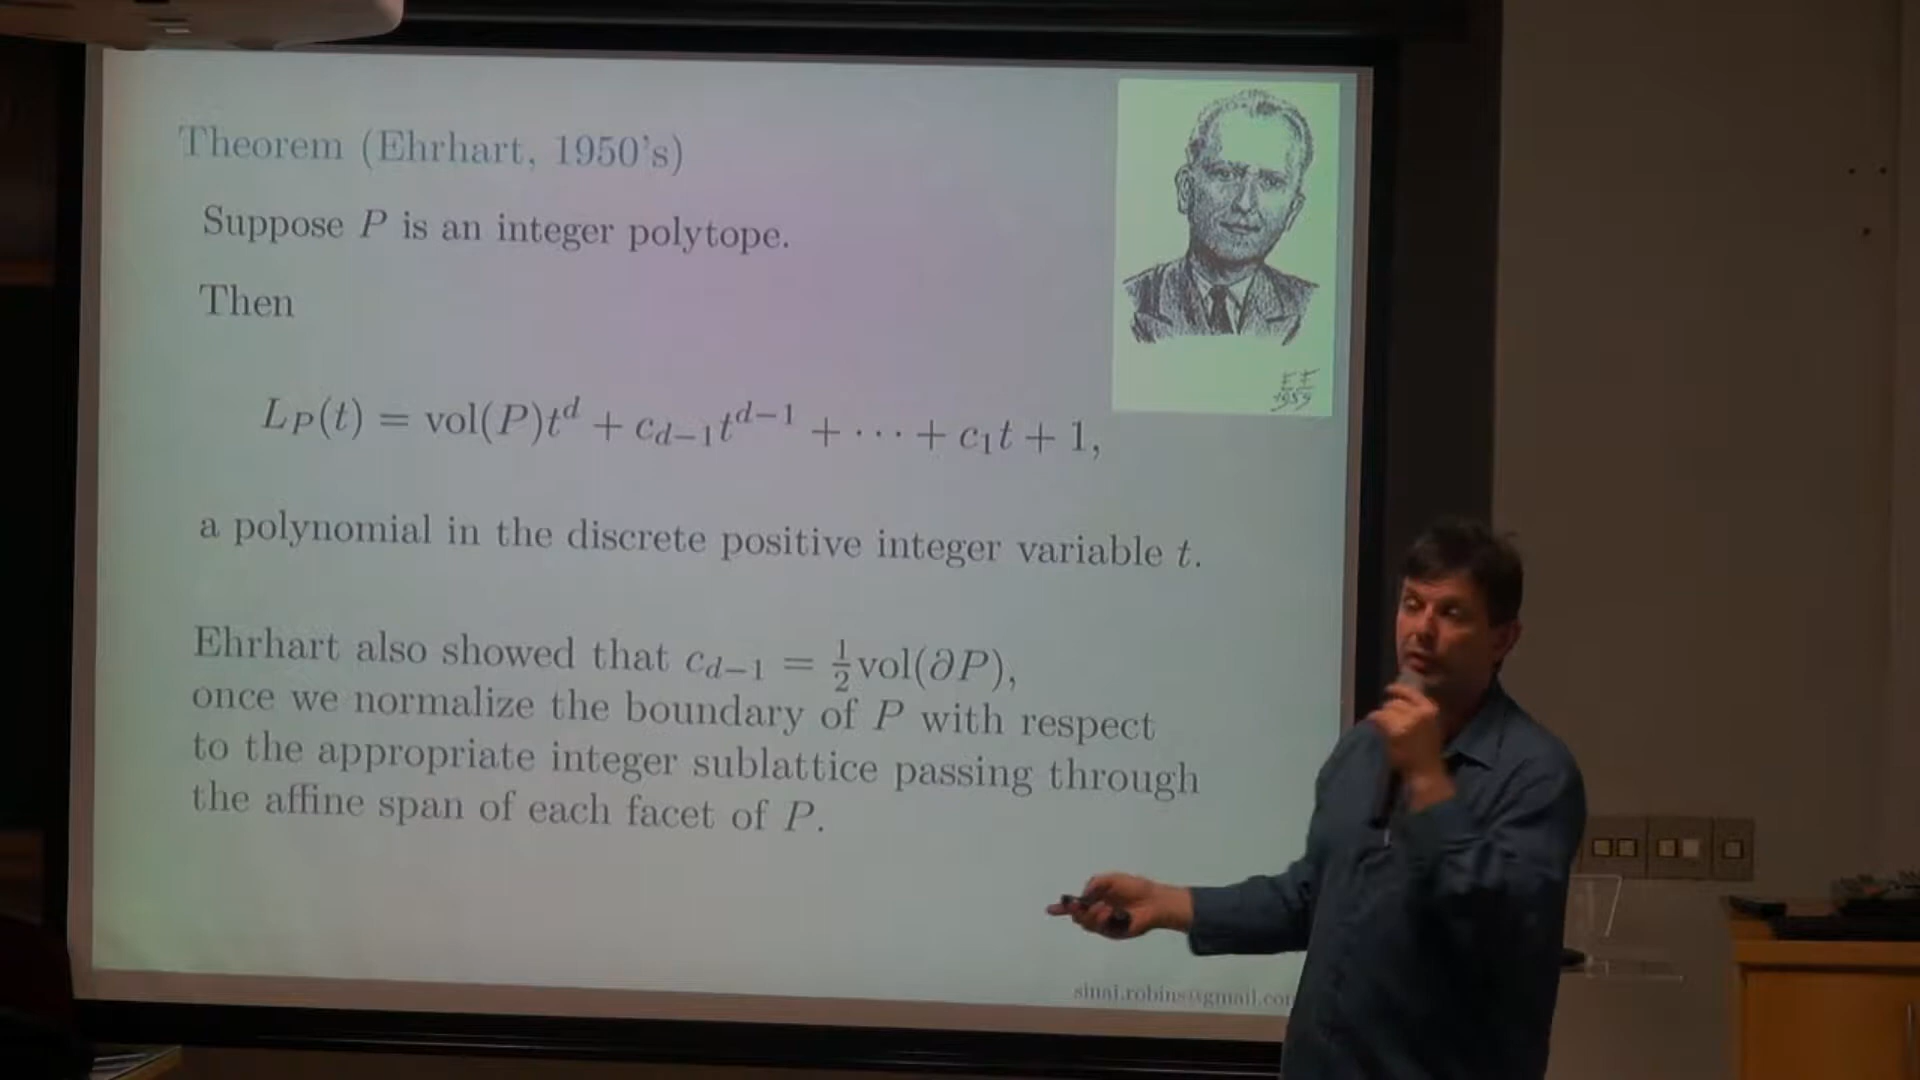 Theorem (Ehrhart, 1950's)
Suppose P is an integer polytope.
Then
L_P(t) = vol(P)t^d + c_{d−1}t^{d−1} + ··· + c_1t + 1,
a polynomial in the discrete positive integer variable t.
Ehrhart also showed that c_{d−1} = ½vol(∂P),
once we normalize the boundary of P with respect
to the appropriate integer sublattice passing through
the affine span of each facet of P.
1959
sinai.robins@gmail.com